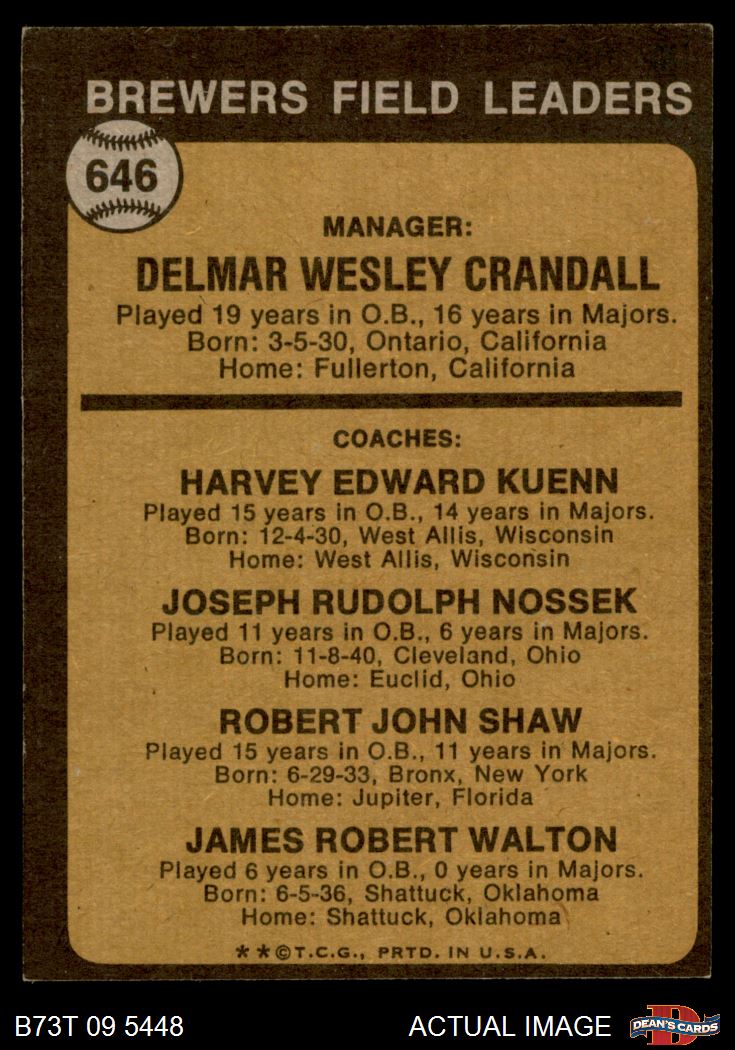 BREWERS FIELD LEADERS
646
MANAGER:
DELMAR WESLEY CRANDALL
Played 19 years in O.B., 16 years in Majors.
Born: 3-5-30, Ontario, California
Home: Fullerton, California
COACHES:
HARVEY EDWARD KUENN
Played 15 years in O.B., 14 years in Majors.
Born: 12-4-30, West Allis, Wisconsin
Home: West Allis, Wisconsin
JOSEPH RUDOLPH NOSSEK
Played 11 years in O.B., 6 years in Majors.
Born: 11-8-40, Cleveland, Ohio
Home: Euclid, Ohio
ROBERT JOHN SHAW
Played 15 years in O.B., 11 years in Majors.
Born: 6-29-33, Bronx, New York
Home: Jupiter, Florida
JAMES ROBERT WALTON
Played 6 years in O.B., 0 years in Majors.
Born: 6-5-36, Shattuck, Oklahoma
Home: Shattuck, Oklahoma
**©T.C.G., PRTD. IN U.S.A.
B73T 09 5448 ACTUAL IMAGE D DEAN'S CARDS